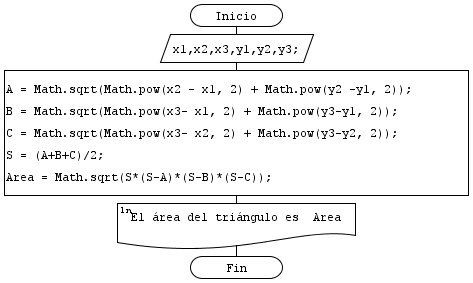 Inicio
x1,x2,x3,y1,y2,y3;
A = Math.sqrt(Math.pow(x2 - x1, 2) + Math.pow(y2 -y1, 2));
B = Math.sqrt(Math.pow(x3- x1, 2) + Math.pow(y3-y1, 2));
C = Math.sqrt(Math.pow(x3- x2, 2) + Math.pow(y3-y2, 2));
S = (A+B+C)/2;
Area = Math.sqrt(S*(S-A)*(S-B)*(S-C));
ln
El área del triángulo es Area
Fin